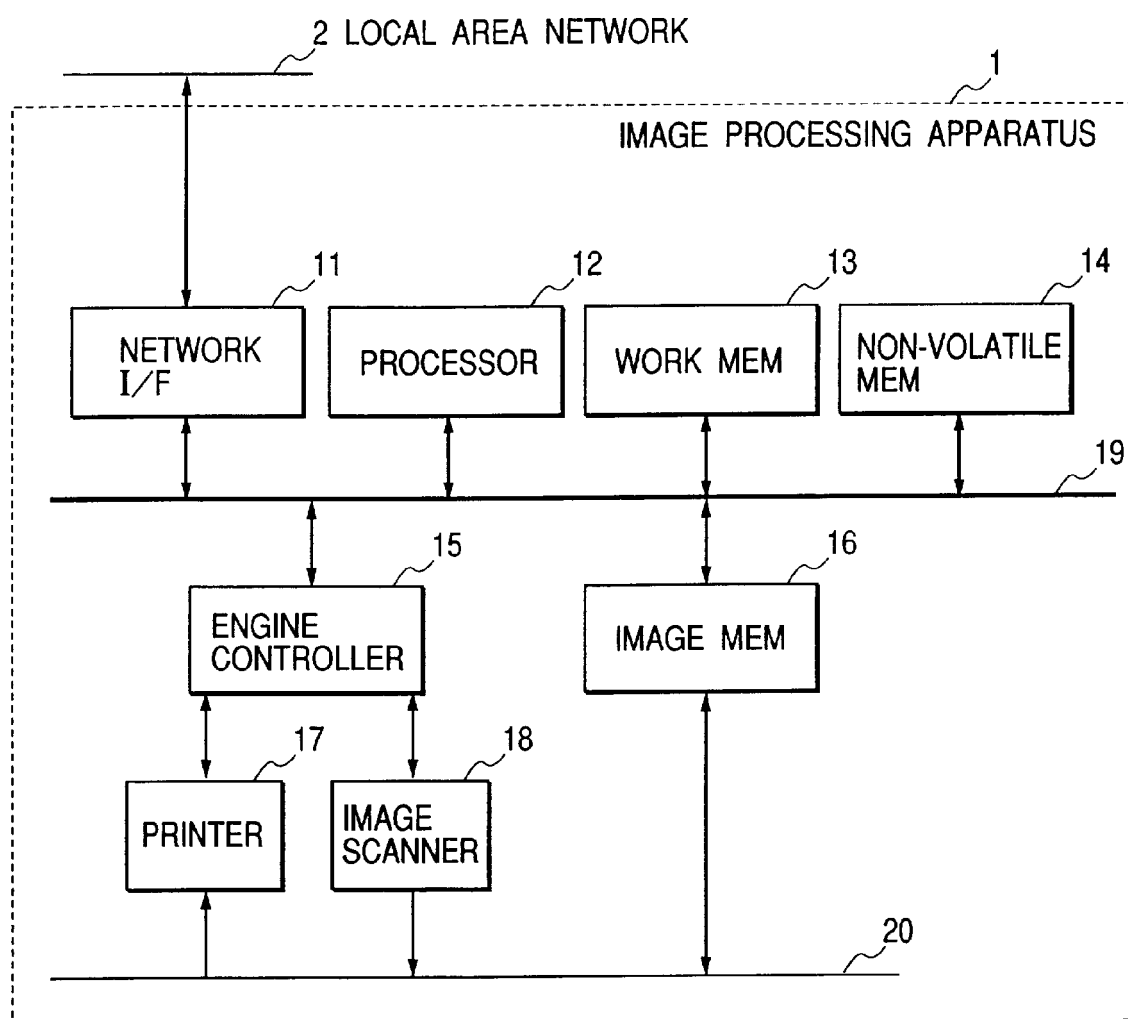 2 LOCAL AREA NETWORK
1
IMAGE PROCESSING APPARATUS
11
12
13
14
NETWORK
I/F
PROCESSOR
WORK MEM
NON-VOLATILE
MEM
19
15
16
ENGINE
CONTROLLER
IMAGE MEM
17
18
PRINTER
IMAGE
SCANNER
20